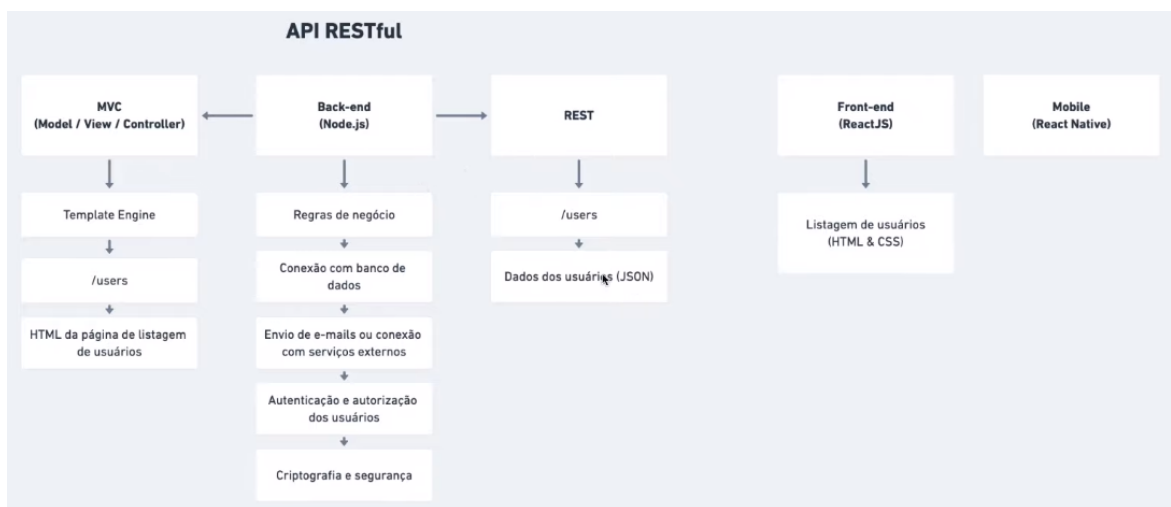 API RESTful
MVC
(Model / View / Controller)
Template Engine
/users
HTML da página de listagem
de usuários
Back-end
(Node.js)
Regras de negócio
Conexão com banco de
dados
Envio de e-mails ou conexão
com serviços externos
Autenticação e autorização
dos usuários
Criptografia e segurança
REST
/users
Dados dos usuários (JSON)
Front-end
(ReactJS)
Listagem de usuários
(HTML & CSS)
Mobile
(React Native)